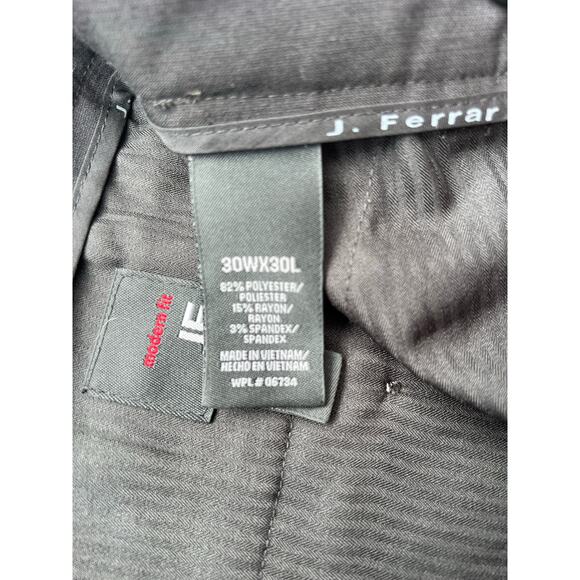 J. Ferrar
30WX30L
82% POLYESTER/
POLIESTER
15% RAYON/
RAYON
3% SPANDEX/
SPANDEX
MADE IN VIETNAM/
HECHO EN VIETNAM
WPL # 06734
modern fit
JF